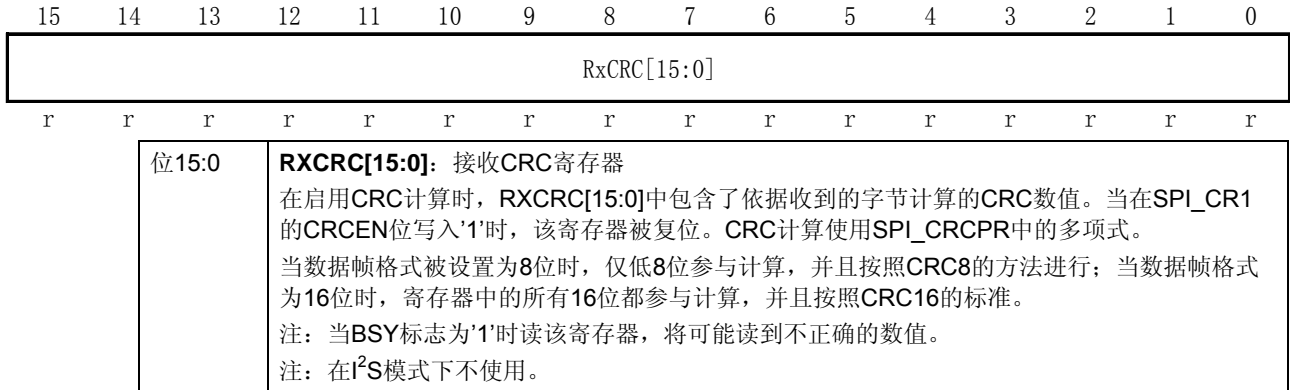 15 14 13 12 11 10 9 8 7 6 5 4 3 2 1 0
RxCRC[15:0]
r r r r r r r r r r r r r r r r
位15:0 RXCRC[15:0]：接收CRC寄存器
在启用CRC计算时，RXCRC[15:0]中包含了依据收到的字节计算的CRC数值。当在SPI_CR1
的CRCEN位写入'1'时，该寄存器被复位。CRC计算使用SPI_CRCPR中的多项式。
当数据帧格式被设置为8位时，仅低8位参与计算，并且按照CRC8的方法进行；当数据帧格式
为16位时，寄存器中的所有16位都参与计算，并且按照CRC16的标准。
注：当BSY标志为'1'时读该寄存器，将可能读到不正确的数值。
注：在I²S模式下不使用。